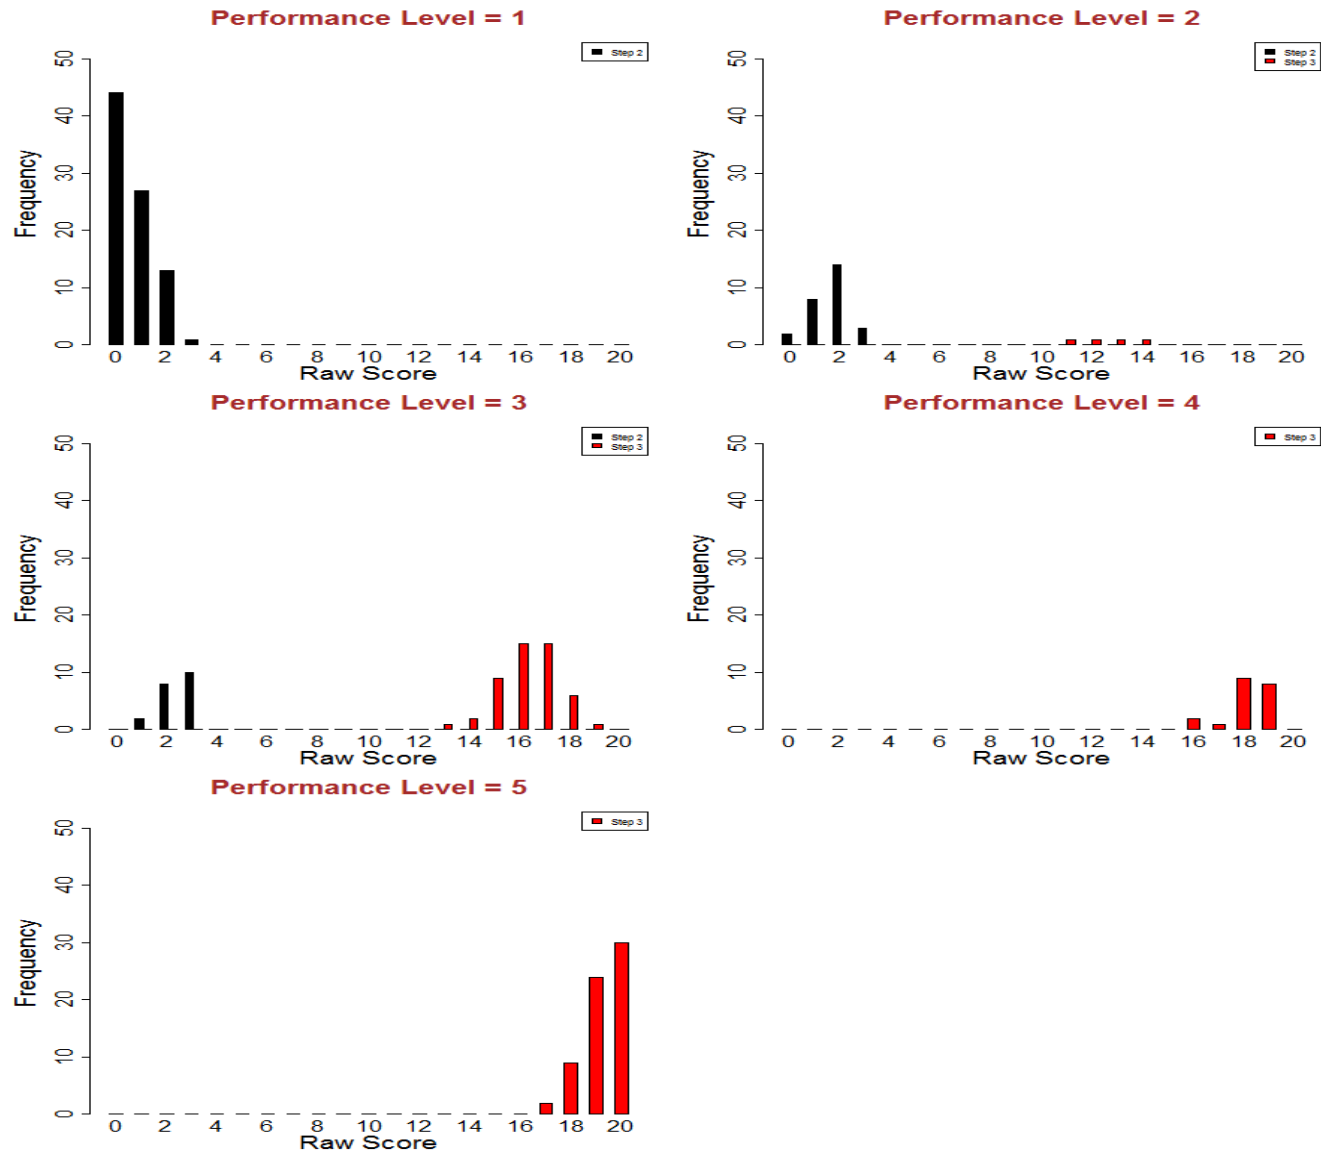 Performance Level = 1
Step 2
Frequency
0 10 20 30 40 50
0 2 4 6 8 10 12 14 16 18 20
Raw Score
Performance Level = 2
Step 2
Step 3
Frequency
0 10 20 30 40 50
0 2 4 6 8 10 12 14 16 18 20
Raw Score
Performance Level = 3
Step 2
Step 3
Frequency
0 10 20 30 40 50
0 2 4 6 8 10 12 14 16 18 20
Raw Score
Performance Level = 4
Step 3
Frequency
0 10 20 30 40 50
0 2 4 6 8 10 12 14 16 18 20
Raw Score
Performance Level = 5
Step 3
Frequency
0 10 20 30 40 50
0 2 4 6 8 10 12 14 16 18 20
Raw Score